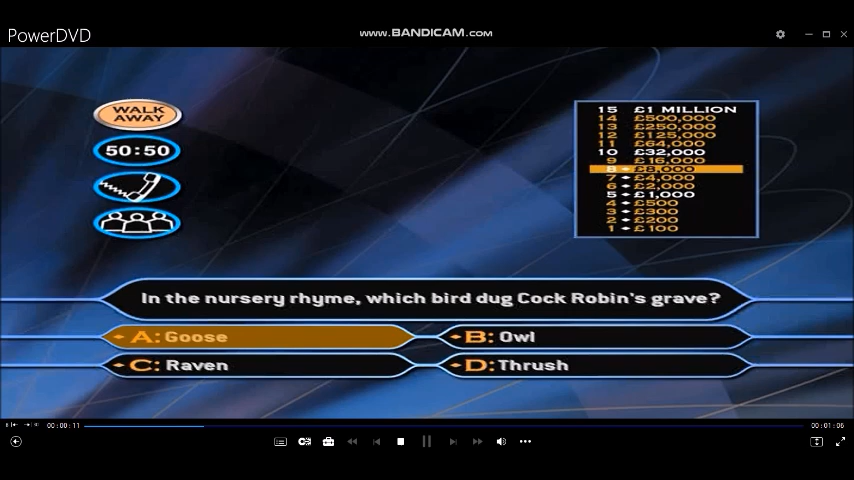 PowerDVD
www.BANDICAM.com
WALK
AWAY
50:50
15 £1 MILLION
14 £500,000
13 £250,000
12 £125,000
11 £64,000
10 £32,000
9 £16,000
8 £8,000
7 £4,000
6 £2,000
5 £1,000
4 £500
3 £300
2 £200
1 £100
In the nursery rhyme, which bird dug Cock Robin's grave?
A: Goose
B: Owl
C: Raven
D: Thrush
00:00:11
00:01:06